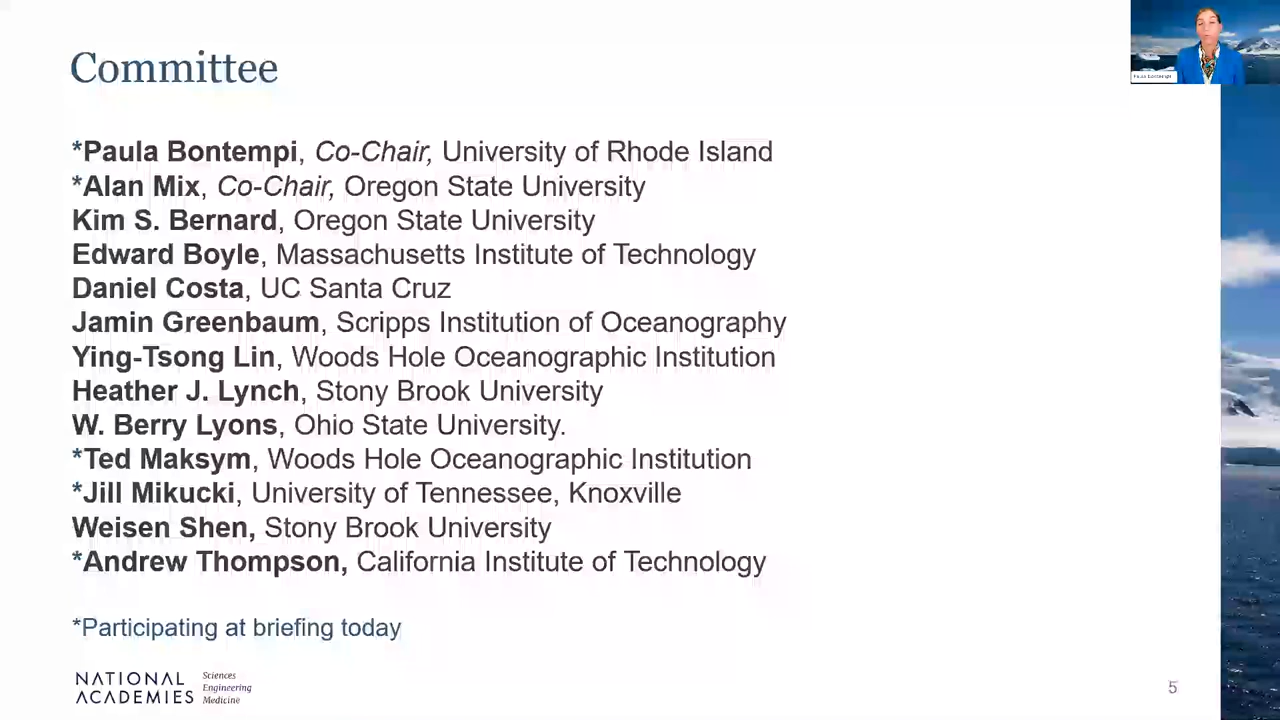 Committee
*Paula Bontempi, Co-Chair, University of Rhode Island
*Alan Mix, Co-Chair, Oregon State University
Kim S. Bernard, Oregon State University
Edward Boyle, Massachusetts Institute of Technology
Daniel Costa, UC Santa Cruz
Jamin Greenbaum, Scripps Institution of Oceanography
Ying-Tsong Lin, Woods Hole Oceanographic Institution
Heather J. Lynch, Stony Brook University
W. Berry Lyons, Ohio State University.
*Ted Maksym, Woods Hole Oceanographic Institution
*Jill Mikucki, University of Tennessee, Knoxville
Weisen Shen, Stony Brook University
*Andrew Thompson, California Institute of Technology
*Participating at briefing today
NATIONAL ACADEMIES
Sciences
Engineering
Medicine
5
Paula Bontempi